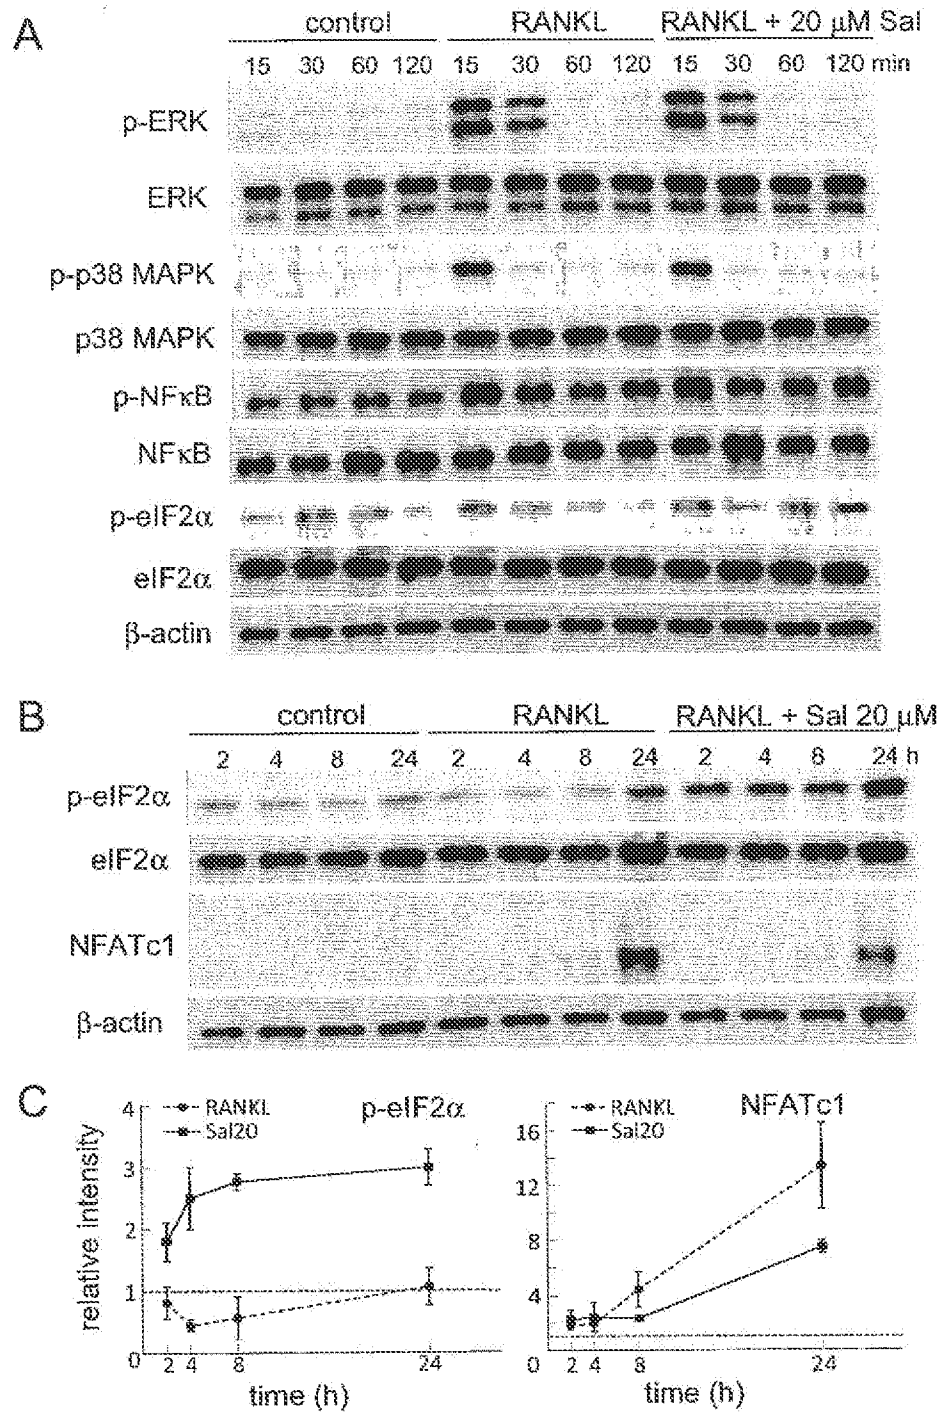 A
control RANKL RANKL + 20 µM Sal
15 30 60 120 15 30 60 120 15 30 60 120 min
p-ERK
ERK
p-p38 MAPK
p38 MAPK
p-NFκB
NFκB
p-eIF2α
eIF2α
β-actin
B
control RANKL RANKL + Sal 20 µM
2 4 8 24 2 4 8 24 2 4 8 24 h
p-eIF2α
eIF2α
NFATc1
β-actin
C
p-eIF2α
RANKL
Sal20
relative intensity
4
3
2
1
0
2 4 8 24
time (h)
NFATc1
RANKL
Sal20
16
12
8
4
0
2 4 8 24
time (h)